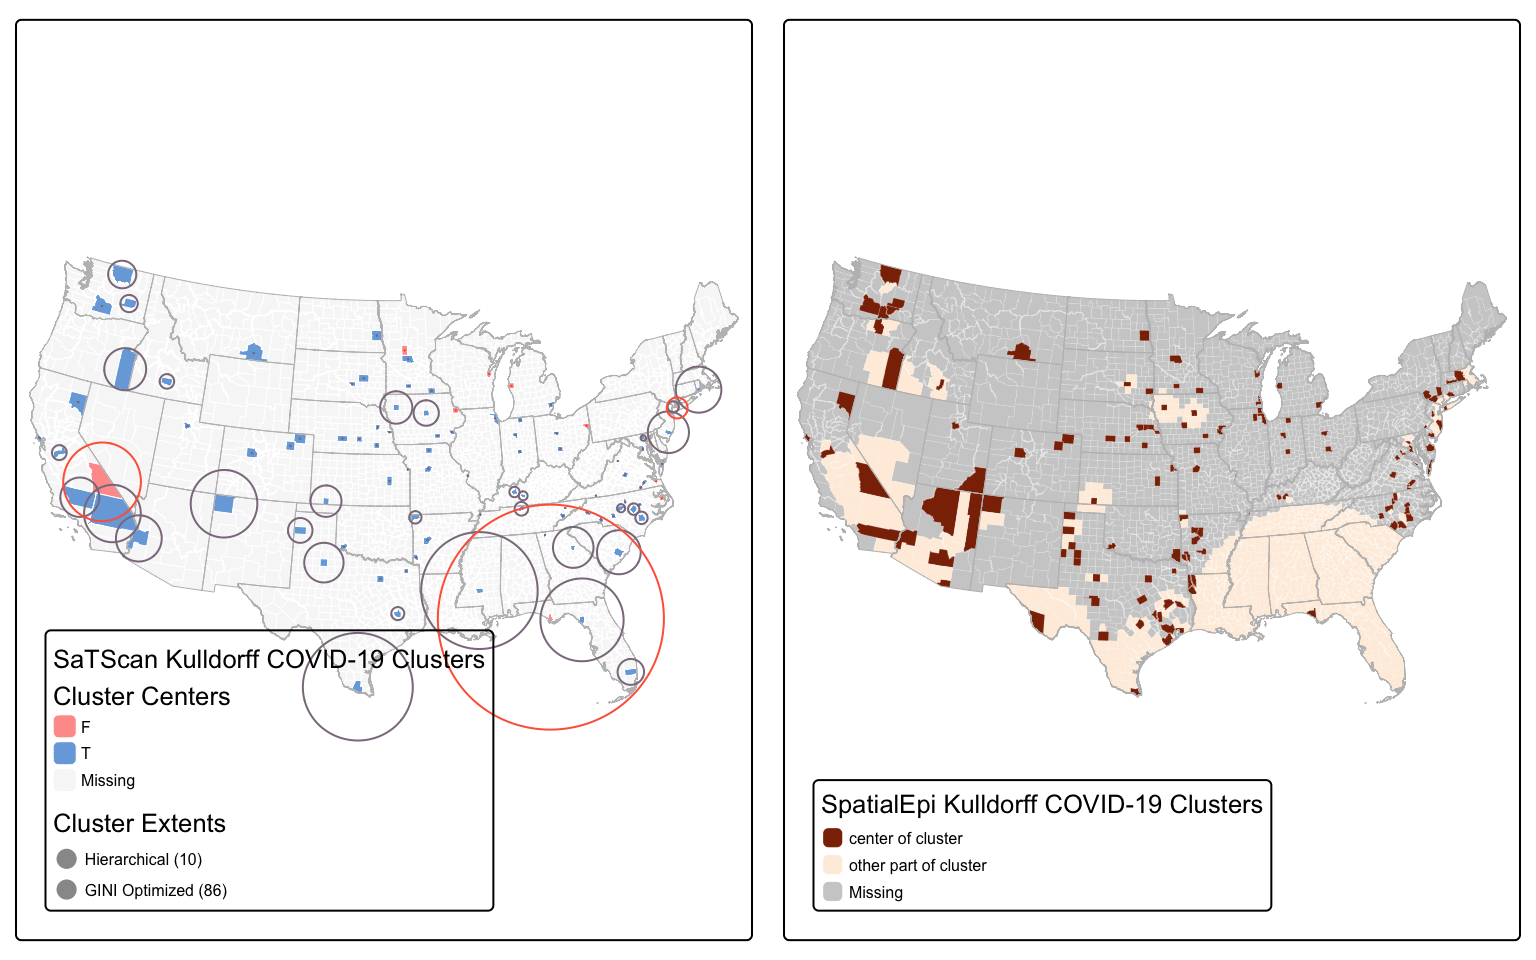 SaTScan Kulldorff COVID-19 Clusters
Cluster Centers
F
T
Missing
Cluster Extents
Hierarchical (10)
GINI Optimized (86)
SpatialEpi Kulldorff COVID-19 Clusters
center of cluster
other part of cluster
Missing